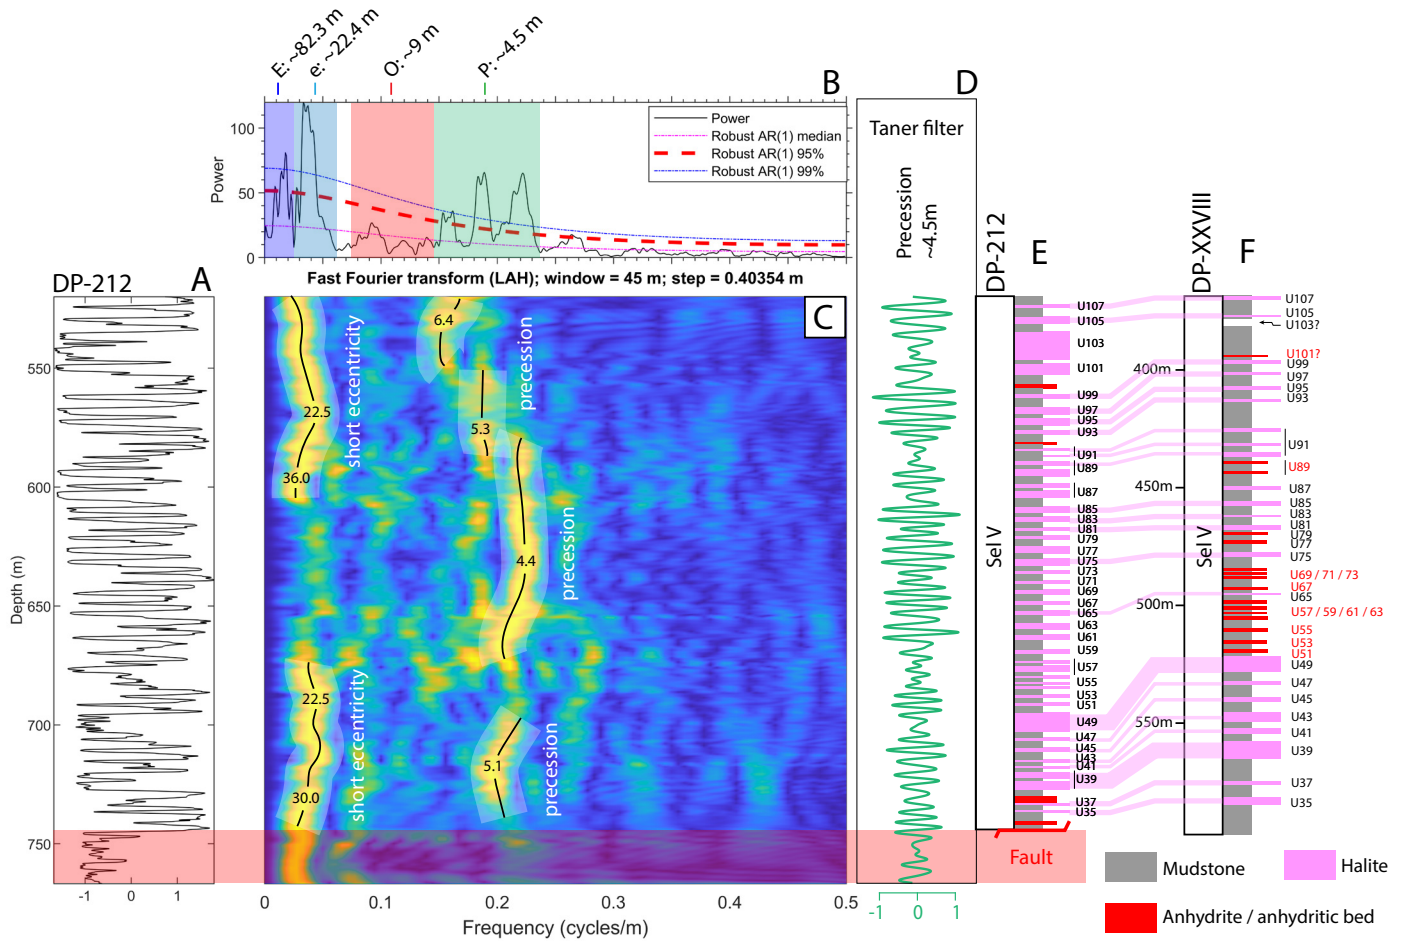 E: ~82.3 m
e: ~22.4 m
O: ~9 m
P: ~4.5 m
B
D
Power
100
50
0
Power
Robust AR(1) median
Robust AR(1) 95%
Robust AR(1) 99%
Taner filter
Precession
~4.5m
DP-212
E
DP-XXVIII
F
DP-212
A
Fast Fourier transform (LAH); window = 45 m; step = 0.40354 m
C
Depth (m)
550
600
650
700
750
-1
0
1
6.4
22.5
5.3
36.0
4.4
22.5
5.1
30.0
short eccentricity
precession
precession
short eccentricity
precession
0
0.1
0.2
0.3
0.4
0.5
Frequency (cycles/m)
-1
0
1
Sel V
U107
U105
U103
U101
U99
U97
U95
U93
U91
U89
U87
U85
U83
U81
U79
U77
U75
U73
U71
U69
U67
U65
U63
U61
U59
U57
U55
U53
U51
U49
U47
U45
U43
U41
U39
U37
U35
Fault
400m
450m
500m
550m
Sel V
U107
U105
U103?
U101?
U99
U97
U95
U93
U91
U89
U87
U85
U83
U81
U79
U77
U75
U69 / 71 / 73
U67
U65
U57 / 59 / 61 / 63
U55
U53
U51
U49
U47
U45
U43
U41
U39
U37
U35
Mudstone
Halite
Anhydrite / anhydritic bed